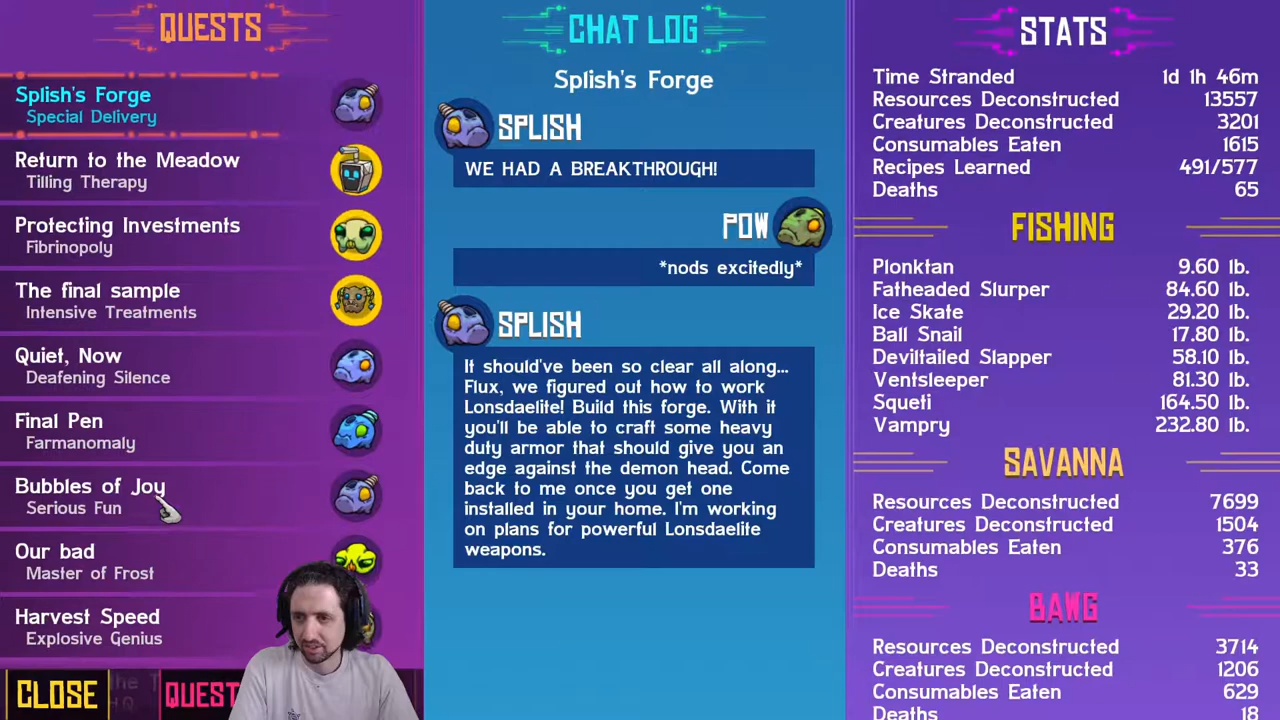 QUESTS
Splish's Forge
Special Delivery
Return to the Meadow
Tilling Therapy
Protecting Investments
Fibrinopoly
The final sample
Intensive Treatments
Quiet, Now
Deafening Silence
Final Pen
Farmanomaly
Bubbles of Joy
Serious Fun
Our bad
Master of Frost
Harvest Speed
Explosive Genius
CLOSE
QUEST
CHAT LOG
Splish's Forge
SPLISH
WE HAD A BREAKTHROUGH!
POW
*nods excitedly*
SPLISH
It should've been so clear all along...
Flux, we figured out how to work
Lonsdaelite! Build this forge. With it
you'll be able to craft some heavy
duty armor that should give you an
edge against the demon head. Come
back to me once you get one
installed in your home. I'm working
on plans for powerful Lonsdaelite
weapons.
STATS
Time Stranded 1d 1h 46m
Resources Deconstructed 13557
Creatures Deconstructed 3201
Consumables Eaten 1615
Recipes Learned 491/577
Deaths 65
FISHING
Plonktan 9.60 lb.
Fatheaded Slurper 84.60 lb.
Ice Skate 29.20 lb.
Ball Snail 17.80 lb.
Deviltailed Slapper 58.10 lb.
Ventsleeper 81.30 lb.
Squeti 164.50 lb.
Vampry 232.80 lb.
SAVANNA
Resources Deconstructed 7699
Creatures Deconstructed 1504
Consumables Eaten 376
Deaths 33
BAWG
Resources Deconstructed 3714
Creatures Deconstructed 1206
Consumables Eaten 629
Deaths 18